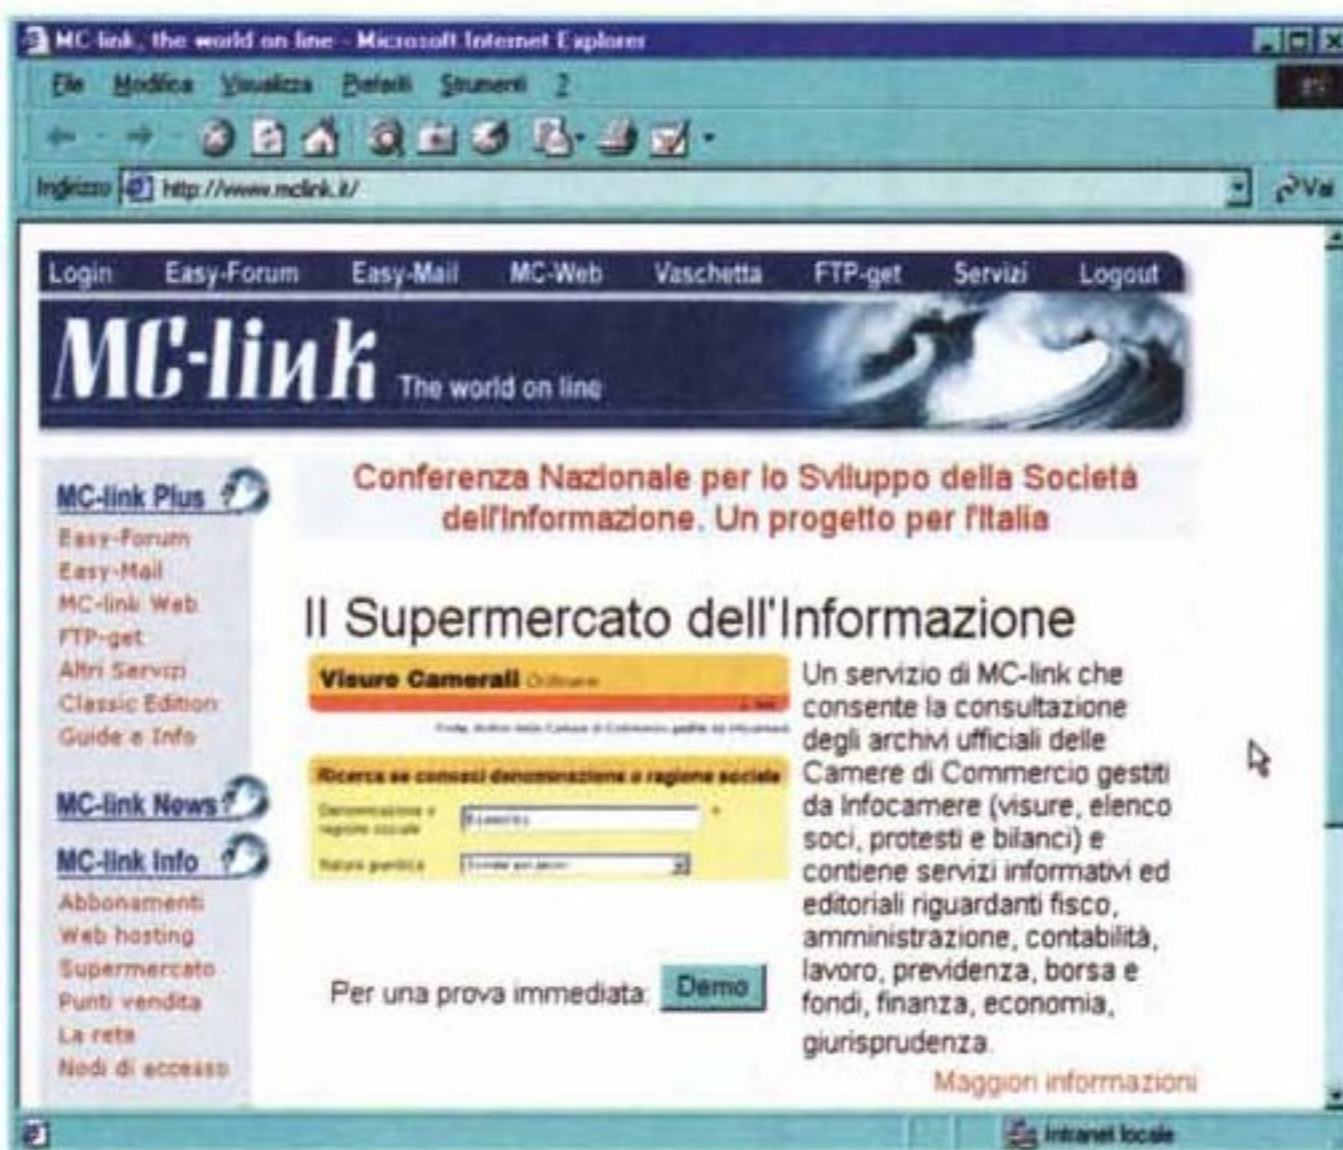 MC-link, the world on line - Microsoft Internet Explorer
File Modifica Visualizza Preferiti Strumenti ?
Indirizzo http://www.mclink.it/ Vai
Login Easy-Forum Easy-Mail MC-Web Vaschetta FTP-get Servizi Logout
MC-link The world on line
Conferenza Nazionale per lo Sviluppo della Società
dell'Informazione. Un progetto per l'Italia
MC-link Plus
Easy-Forum
Easy-Mail
MC-link Web
FTP-get
Altri Servizi
Classic Edition
Guide e Info
MC-link News
MC-link Info
Abbonamenti
Web hosting
Supermercato
Punti vendita
La rete
Nodi di accesso
Il Supermercato dell'Informazione
Visure Camerali Ordinarie
Ricerca se conosci denominazione o ragione sociale
Denominazione o
ragione sociale
Natura giuridica
Per una prova immediata: Demo
Un servizio di MC-link che
consente la consultazione
degli archivi ufficiali delle
Camere di Commercio gestiti
da Infocamere (visure, elenco
soci, protesti e bilanci) e
contiene servizi informativi ed
editoriali riguardanti fisco,
amministrazione, contabilità,
lavoro, previdenza, borsa e
fondi, finanza, economia,
giurisprudenza.
Maggiori informazioni
Intranet locale